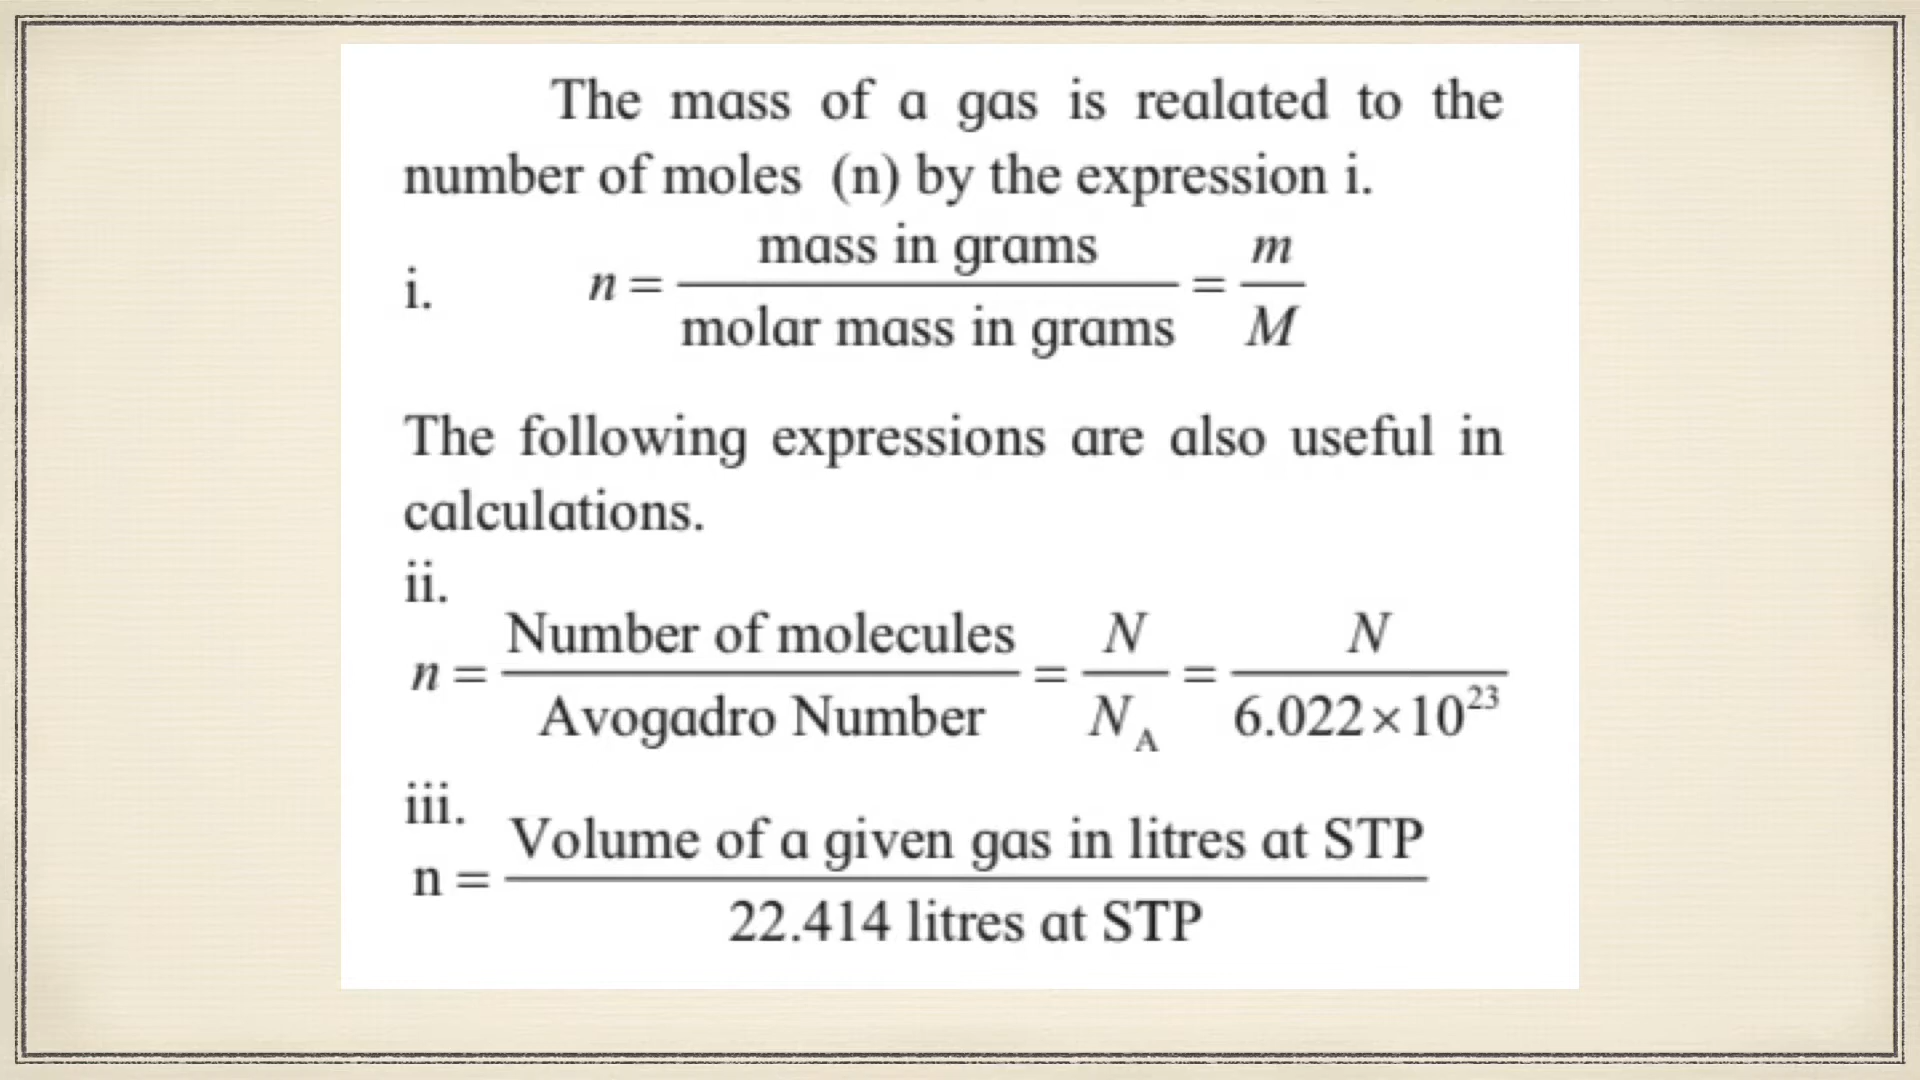 The mass of a gas is realated to the
number of moles (n) by the expression i.
i. n = mass in grams / molar mass in grams = m / M
The following expressions are also useful in
calculations.
ii.
n = Number of molecules / Avogadro Number = N / N_A = N / 6.022×10^23
iii.
n = Volume of a given gas in litres at STP / 22.414 litres at STP